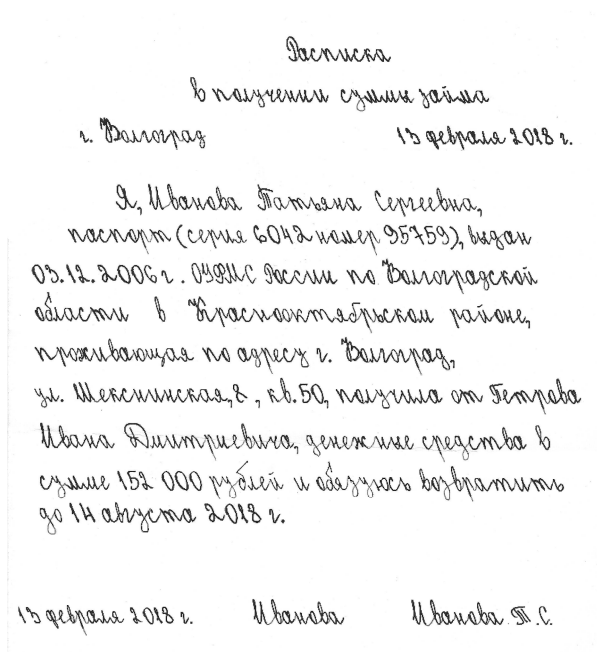 Расписка
в получении суммы займа
г. Волгоград 13 февраля 2018 г.
Я, Иванова Татьяна Сергеевна,
паспорт (серия 6042 номер 95759), выдан
03.12.2006 г. ОУФМС России по Волгоградской
области в Краснооктябрьском районе,
проживающая по адресу г. Волгоград,
ул. Шекснинская, 8, кв. 50, получила от Петрова
Ивана Дмитриевича, денежные средства в
сумме 152 000 рублей и обязуюсь возвратить
до 14 августа 2018 г.
13 февраля 2018 г. Иванова Иванова Т.С.